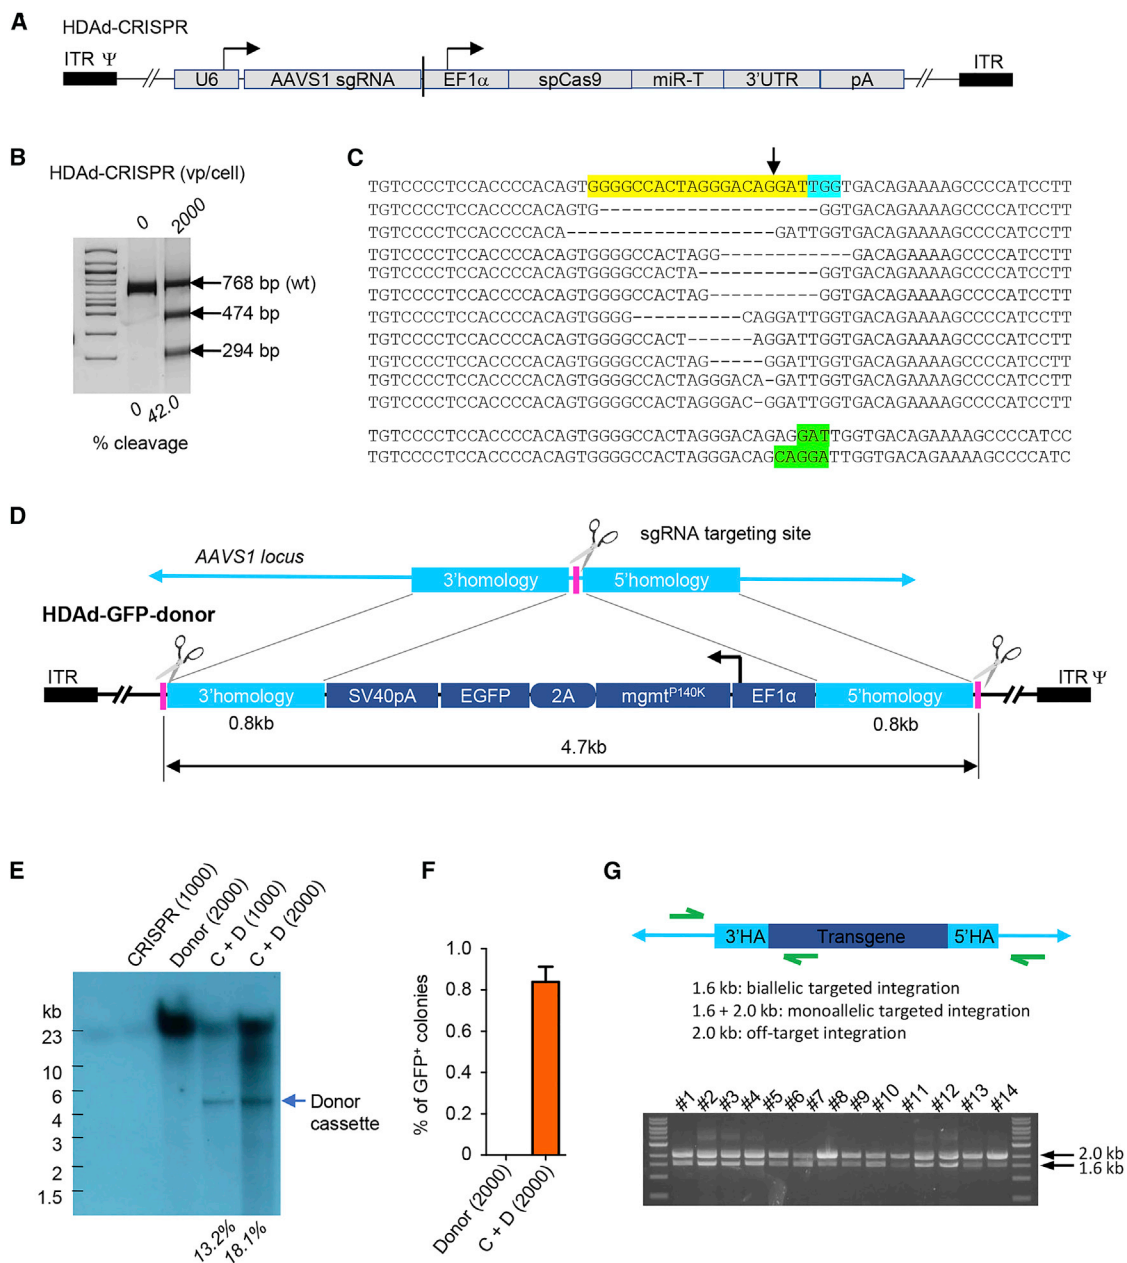 A
HDAd-CRISPR
ITR Ψ
ITR
U6 AAVS1 sgRNA EF1α spCas9 miR-T 3'UTR pA
B
HDAd-CRISPR (vp/cell)
0 2000
768 bp (wt)
474 bp
294 bp
0 42.0
% cleavage
C
TGTCCCCTCCACCCCACAGTGGGGCCACTAGGGACAGGATTGGTGACAGAAAAGCCCCATCCTT
TGTCCCCTCCACCCCACAGTG--------------------GGTGACAGAAAAGCCCCATCCTT
TGTCCCCTCCACCCCACA-------------------GATTGGTGACAGAAAAGCCCCATCCTT
TGTCCCCTCCACCCCACAGTGGGGCCACTAGG------------GACAGAAAAGCCCCATCCTT
TGTCCCCTCCACCCCACAGTGGGGCCACTA-----------GGTGACAGAAAAGCCCCATCCTT
TGTCCCCTCCACCCCACAGTGGGGCCACTAG----------GGTGACAGAAAAGCCCCATCCTT
TGTCCCCTCCACCCCACAGTGGGG----------CAGGATTGGTGACAGAAAAGCCCCATCCTT
TGTCCCCTCCACCCCACAGTGGGGCCACT------AGGATTGGTGACAGAAAAGCCCCATCCTT
TGTCCCCTCCACCCCACAGTGGGGCCACTAG-----GGATTGGTGACAGAAAAGCCCCATCCTT
TGTCCCCTCCACCCCACAGTGGGGCCACTAGGGACA-GATTGGTGACAGAAAAGCCCCATCCTT
TGTCCCCTCCACCCCACAGTGGGGCCACTAGGGAC-GGATTGGTGACAGAAAAGCCCCATCCTT
TGTCCCCTCCACCCCACAGTGGGGCCACTAGGGACAGAGGATTGGTGACAGAAAAGCCCCATCC
TGTCCCCTCCACCCCACAGTGGGGCCACTAGGGACAGCAGGATTGGTGACAGAAAAGCCCCATC
D
sgRNA targeting site
AAVS1 locus
3'homology 5'homology
HDAd-GFP-donor
ITR
ITR Ψ
3'homology SV40pA EGFP 2A mgmtP140K EF1α 5'homology
0.8kb
0.8kb
4.7kb
E
CRISPR (1000)
Donor (2000)
C + D (1000)
C + D (2000)
kb
23
10
6
4
3
2
1.5
Donor
cassette
13.2%
18.1%
F
% of GFP+ colonies
1.0
0.8
0.6
0.4
0.2
0
Donor (2000)
C + D (2000)
G
3'HA Transgene 5'HA
1.6 kb: biallelic targeted integration
1.6 + 2.0 kb: monoallelic targeted integration
2.0 kb: off-target integration
#1 #2 #3 #4 #5 #6 #7 #8 #9 #10 #11 #12 #13 #14
2.0 kb
1.6 kb